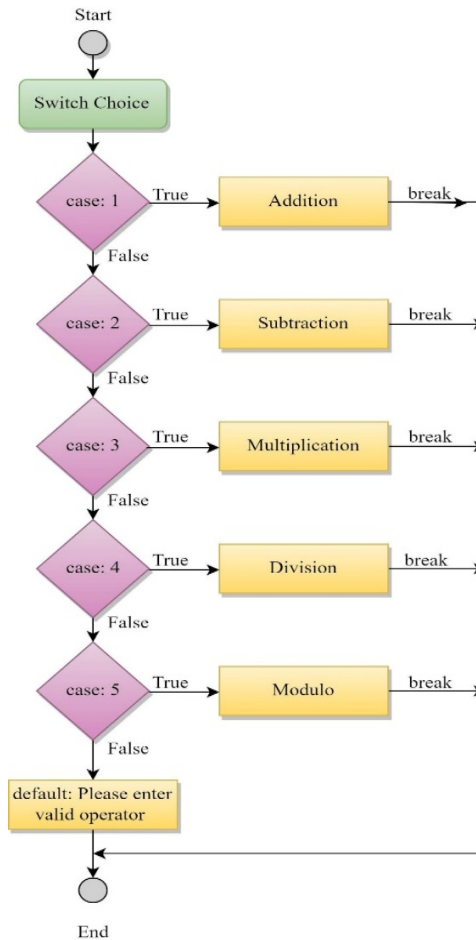 Start
Switch Choice
case: 1
True
Addition
break
False
case: 2
True
Subtraction
break
False
case: 3
True
Multiplication
break
False
case: 4
True
Division
break
False
case: 5
True
Modulo
break
False
default: Please enter
valid operator
End